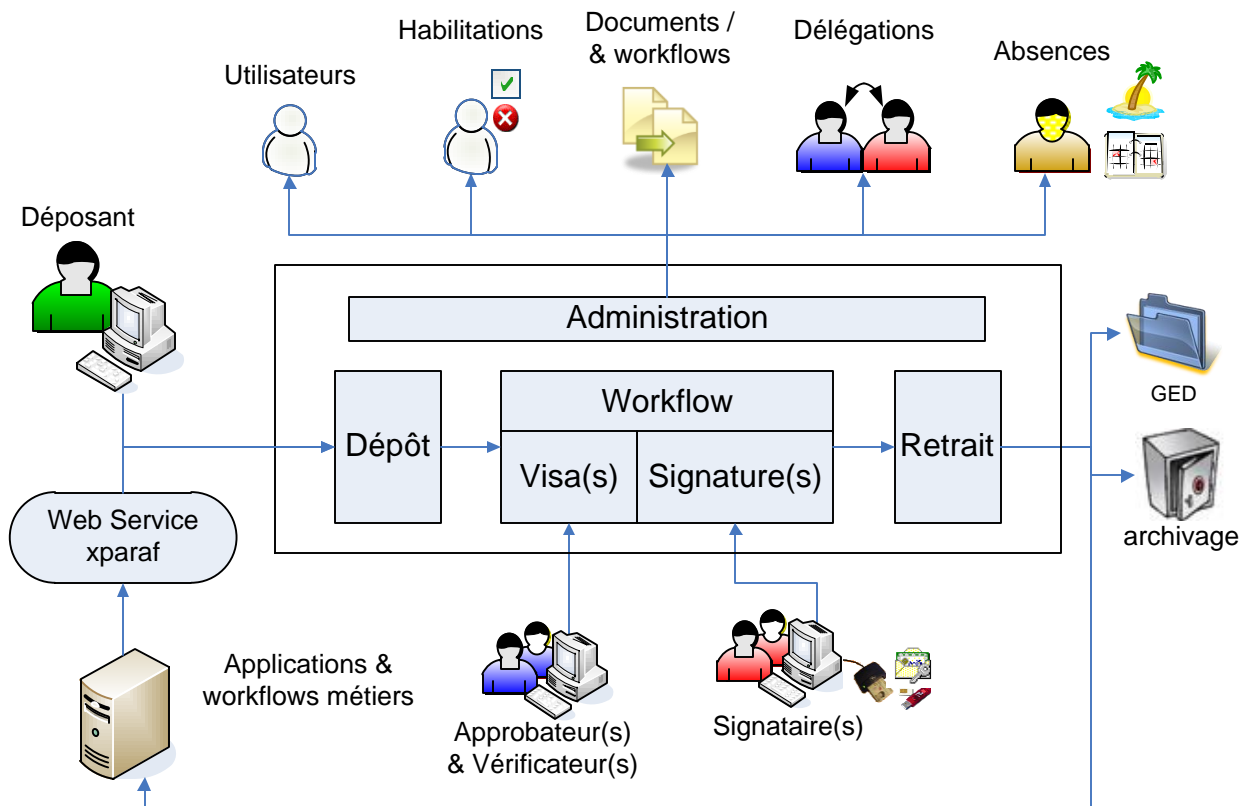 Utilisateurs
Habilitations
Documents /
& workflows
Délégations
Absences
Déposant
Administration
Dépôt
Workflow
Visa(s)
Signature(s)
Retrait
GED
archivage
Web Service
xparaf
Applications &
workflows métiers
Approbateur(s)
& Vérificateur(s)
Signataire(s)